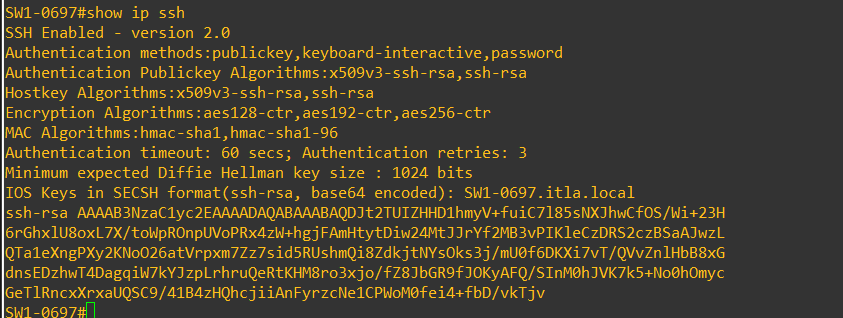 SW1-0697#show ip ssh
SSH Enabled - version 2.0
Authentication methods:publickey,keyboard-interactive,password
Authentication Publickey Algorithms:x509v3-ssh-rsa,ssh-rsa
Hostkey Algorithms:x509v3-ssh-rsa,ssh-rsa
Encryption Algorithms:aes128-ctr,aes192-ctr,aes256-ctr
MAC Algorithms:hmac-sha1,hmac-sha1-96
Authentication timeout: 60 secs; Authentication retries: 3
Minimum expected Diffie Hellman key size : 1024 bits
IOS Keys in SECSH format(ssh-rsa, base64 encoded): SW1-0697.itla.local
ssh-rsa AAAAB3NzaC1yc2EAAAADAQABAAABAQDJt2TUIZHHD1hmyV+fuiC7l85sNXJhwCfOS/Wi+23H
6rGhxlU8oxL7X/toWpROnpUVoPRx4zW+hgjFAmHtytDiw24MtJJrYf2MB3vPIKleCzDRS2czBSaAJwzL
QTa1eXngPXy2KNoO26atVrpxm7Zz7sid5RUshmQi8ZdkjtNYsOks3j/mU0f6DKXi7vT/QVvZnlHbB8xG
dnsEDzhwT4DagqiW7kYJzpLrhruQeRtKHM8ro3xjo/fZ8JbGR9fJOKyAFQ/SInM0hJVK7k5+No0hOmyc
GeTlRncxXrxaUQSC9/41B4zHQhcjiiAnFyrzcNe1CPWoM0fei4+fbD/vkTjv
SW1-0697#